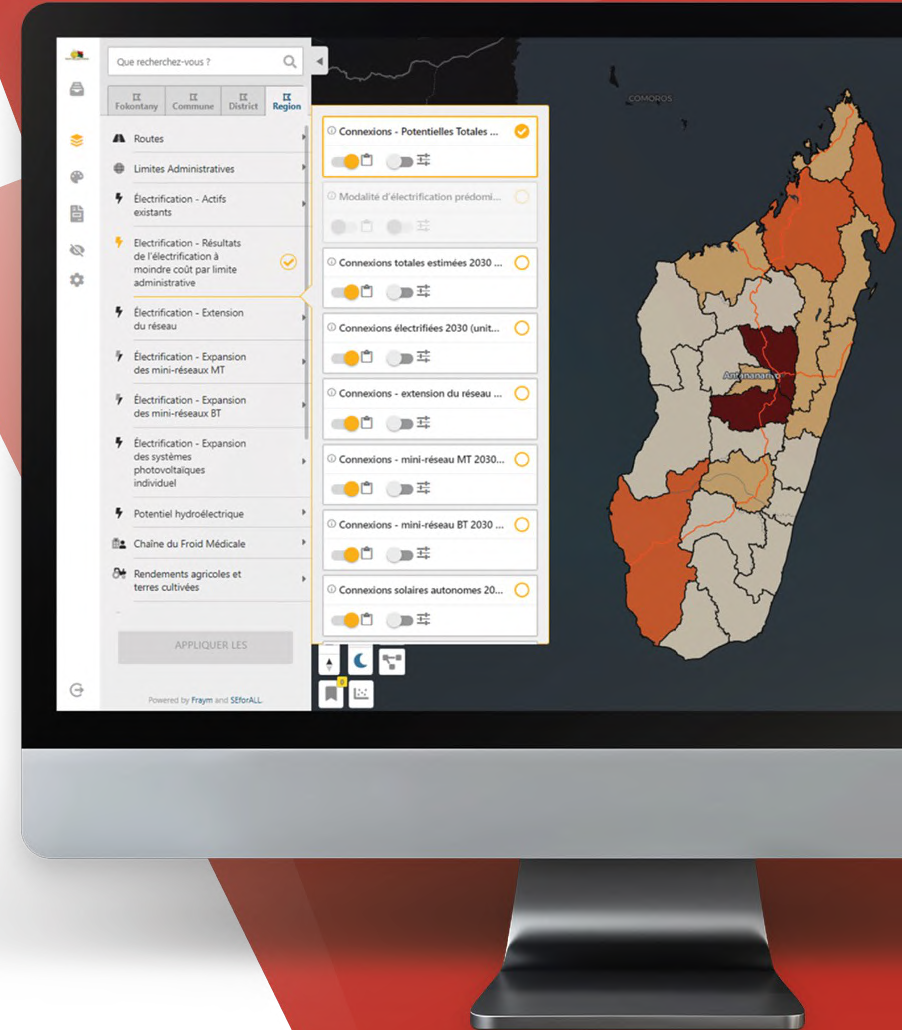 Que recherchez-vous ?
Fokontany
Commune
District
Region
Routes
Limites Administratives
Électrification - Actifs
existants
Electrification - Résultats
de l'électrification à
moindre coût par limite
administrative
Électrification - Extension
du réseau
Électrification - Expansion
des mini-réseaux MT
Électrification - Expansion
des mini-réseaux BT
Électrification - Expansion
des systèmes
photovoltaïques
individuel
Potentiel hydroélectrique
Chaîne du Froid Médicale
Rendements agricoles et
terres cultivées
APPLIQUER LES
Powered by Fraym and SEforALL
Connexions - Potentielles Totales ...
Modalité d'électrification prédomi...
Connexions totales estimées 2030 ...
Connexions électrifiées 2030 (unit...
Connexions - extension du réseau ...
Connexions - mini-réseau MT 2030...
Connexions - mini-réseau BT 2030 ...
Connexions solaires autonomes 20...
0
COMOROS
Antananarivo